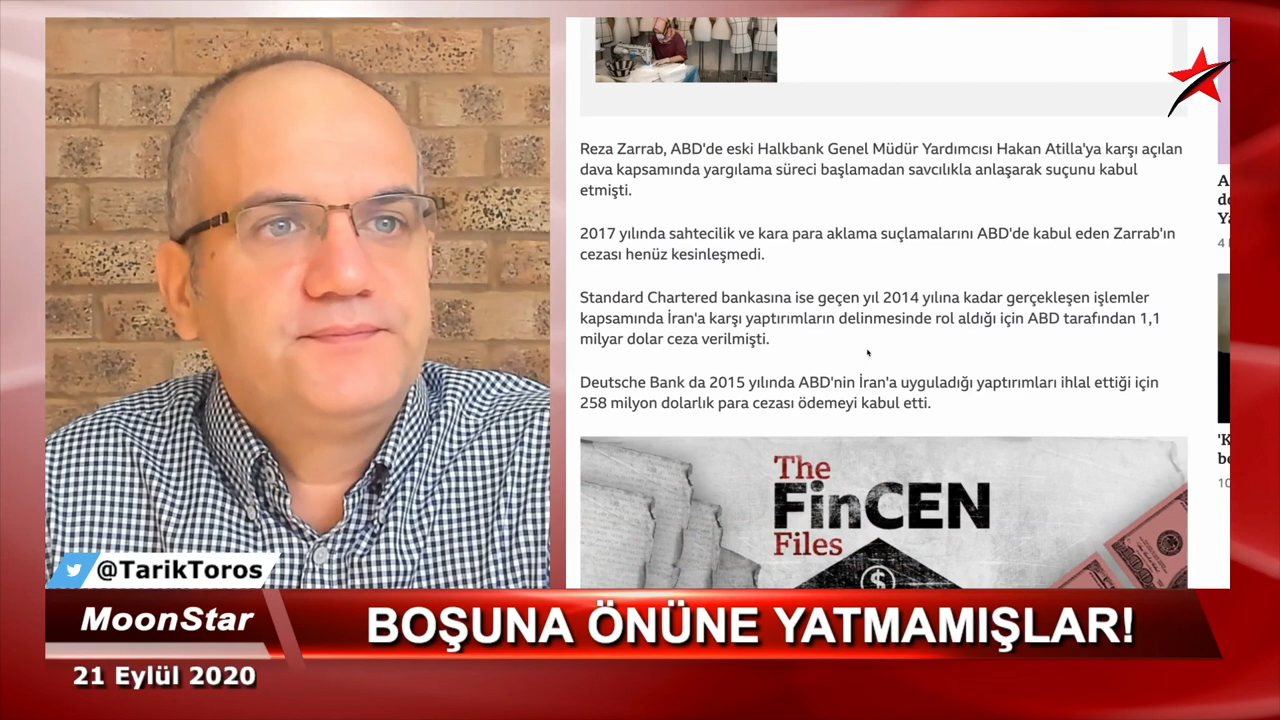 Reza Zarrab, ABD'de eski Halkbank Genel Müdür Yardımcısı Hakan Atilla'ya karşı açılan
dava kapsamında yargılama süreci başlamadan savcılıkla anlaşarak suçunu kabul
etmişti.
2017 yılında sahtecilik ve kara para aklama suçlamalarını ABD'de kabul eden Zarrab'ın
cezası henüz kesinleşmedi.
Standard Chartered bankasına ise geçen yıl 2014 yılına kadar gerçekleşen işlemler
kapsamında İran'a karşı yaptırımların delinmesinde rol aldığı için ABD tarafından 1,1
milyar dolar ceza verilmişti.
Deutsche Bank da 2015 yılında ABD'nin İran'a uyguladığı yaptırımları ihlal ettiği için
258 milyon dolarlık para cezası ödemeyi kabul etti.
The
FinCEN
Files
@TarikToros
MoonStar
BOŞUNA ÖNÜNE YATMAMIŞLAR!
21 Eylül 2020